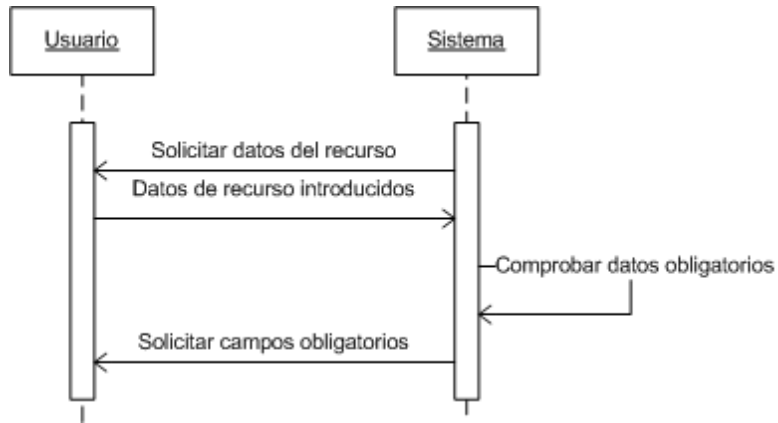 Usuario
Sistema
Solicitar datos del recurso
Datos de recurso introducidos
Comprobar datos obligatorios
Solicitar campos obligatorios